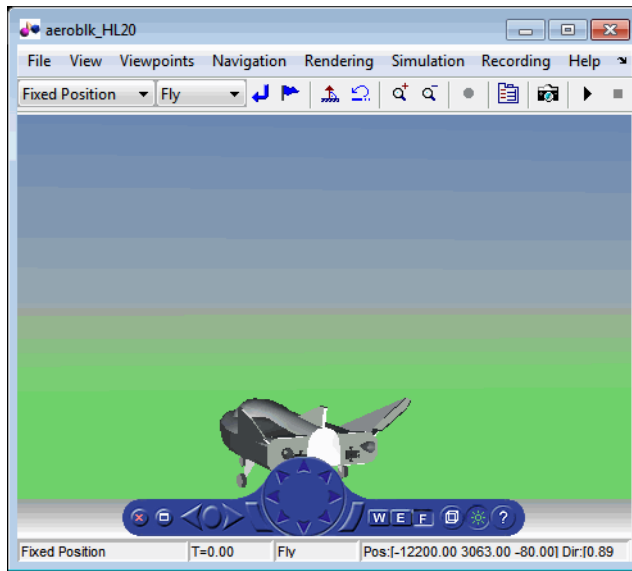 aeroblk_HL20
File View Viewpoints Navigation Rendering Simulation Recording Help
Fixed Position Fly
W E F ?
Fixed Position T=0.00 Fly Pos:[-12200.00 3063.00 -80.00] Dir:[0.89